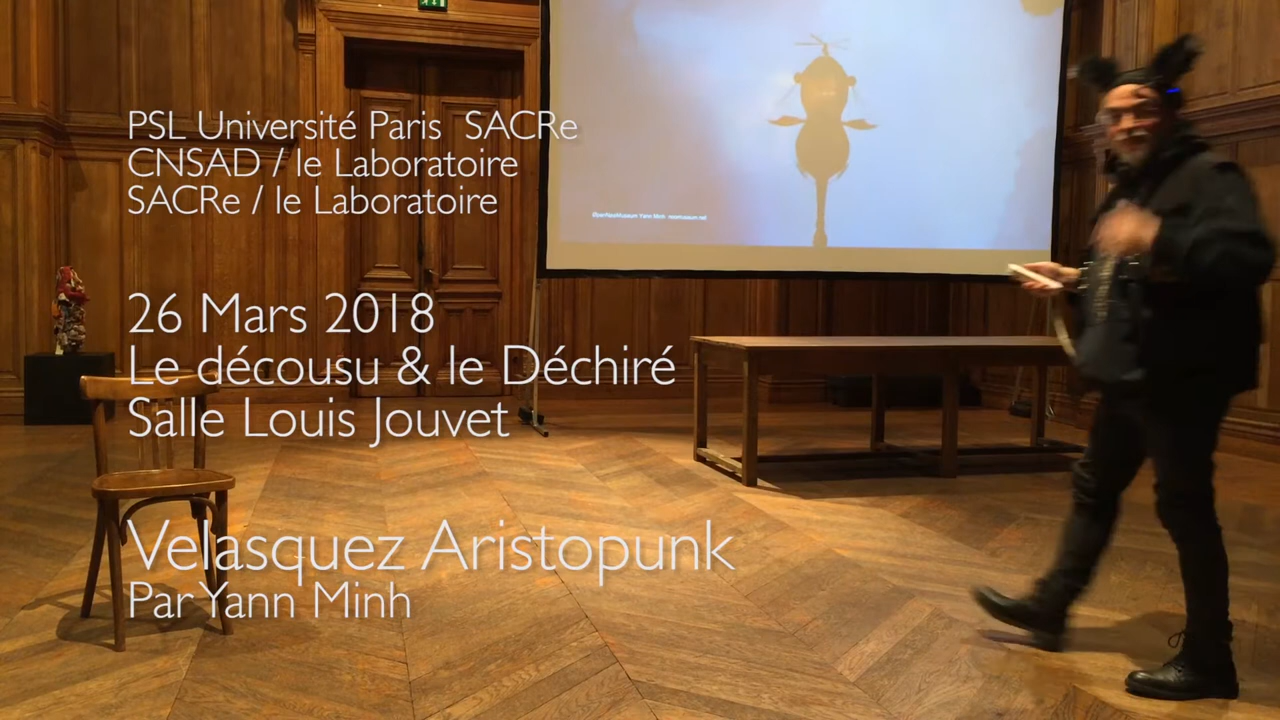 PSL Université Paris SACRe
CNSAD / le Laboratoire
SACRe / le Laboratoire
26 Mars 2018
Le décousu & le Déchiré
Salle Louis Jouvet
Velasquez Aristopunk
Par Yann Minh